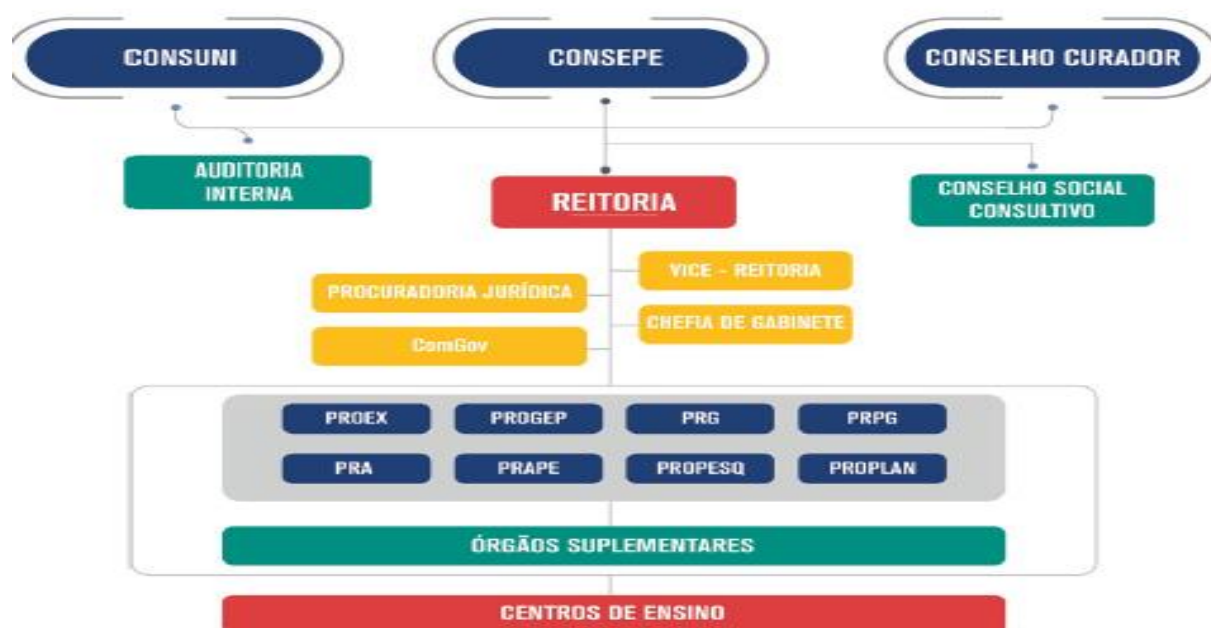 CONSUNI
CONSEPE
CONSELHO CURADOR
AUDITORIA
INTERNA
REITORIA
CONSELHO SOCIAL
CONSULTIVO
VICE - REITORIA
PROCURADORIA JURÍDICA
CHEFIA DE GABINETE
ComGov
PROEX
PROGEP
PRG
PRPG
PRA
PRAPE
PROPESQ
PROPLAN
ÓRGÃOS SUPLEMENTARES
CENTROS DE ENSINO